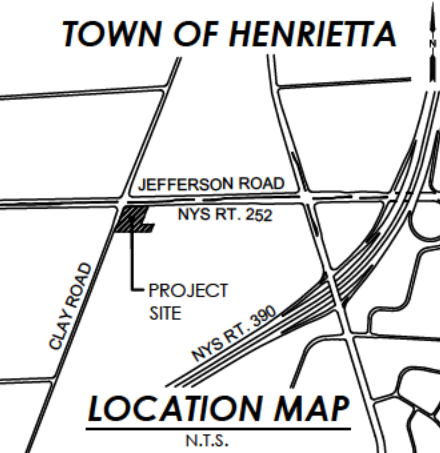 TOWN OF HENRIETTA
N
JEFFERSON ROAD
NYS RT. 252
CLAY ROAD
PROJECT
SITE
NYS RT. 390
LOCATION MAP
N.T.S.